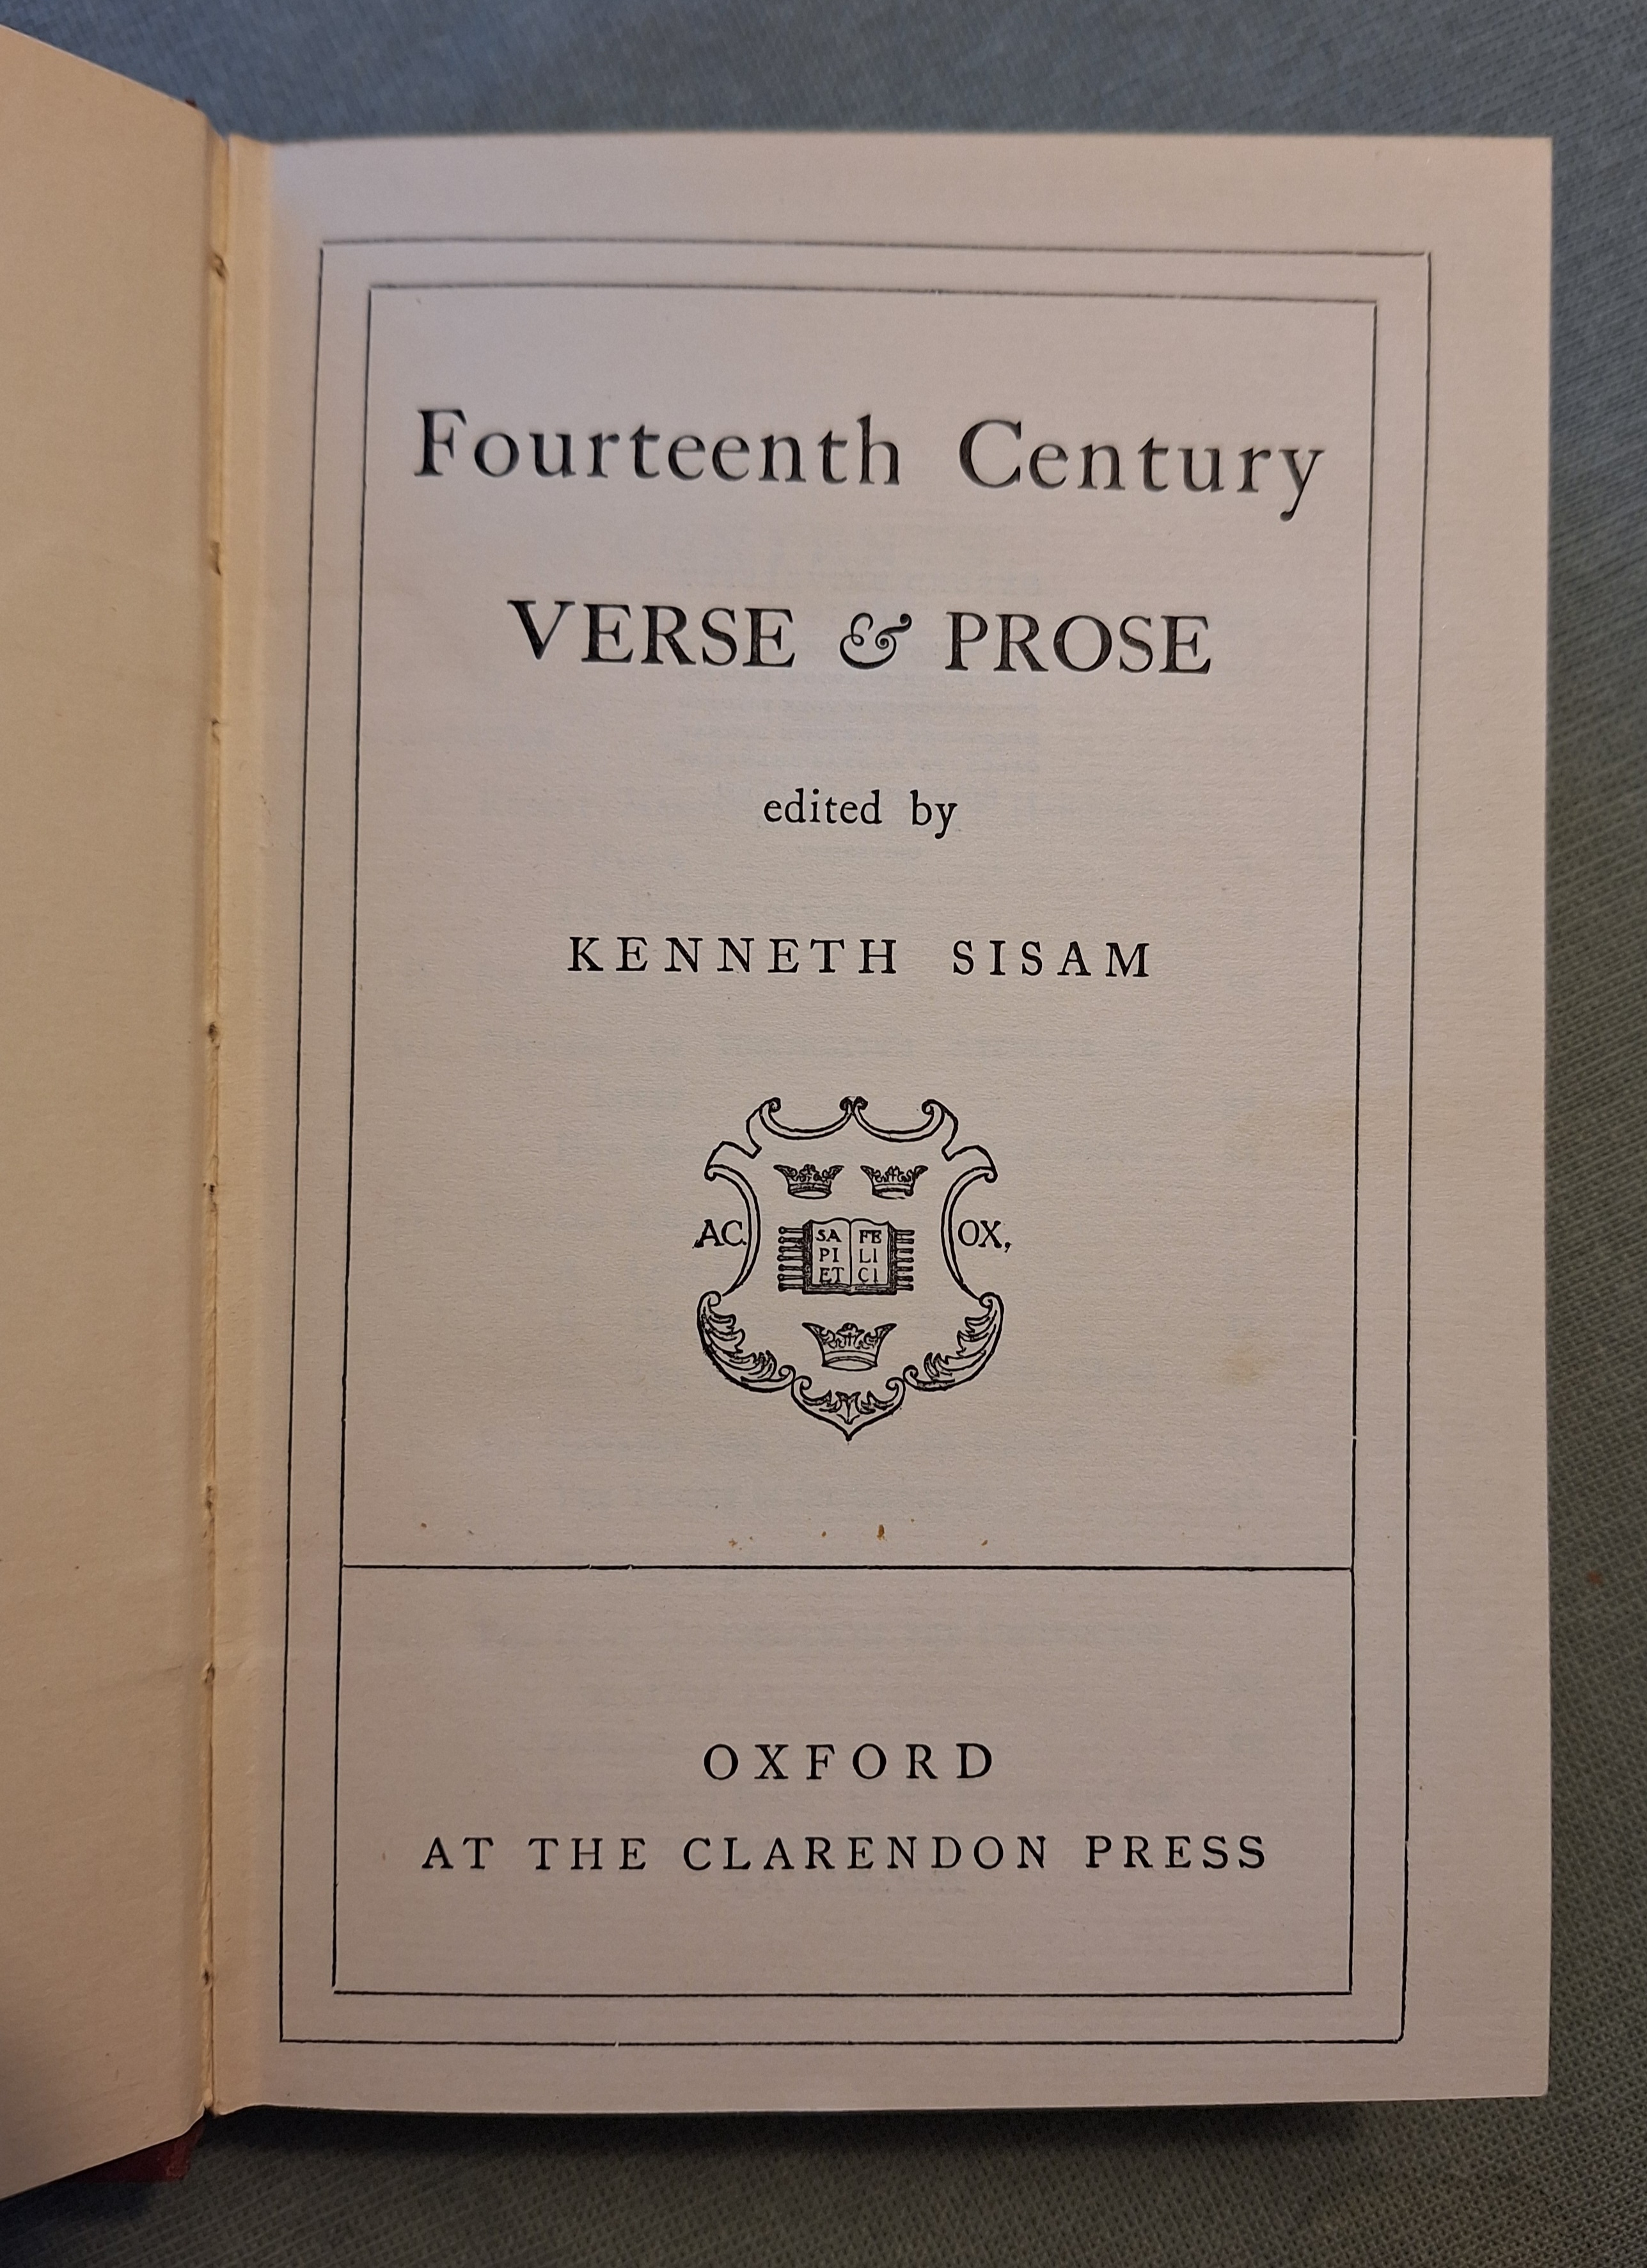 Fourteenth Century
VERSE & PROSE
edited by
KENNETH SISAM
AC.
OX,
SA
PI
ET
FE
LI
CI
OXFORD
AT THE CLARENDON PRESS